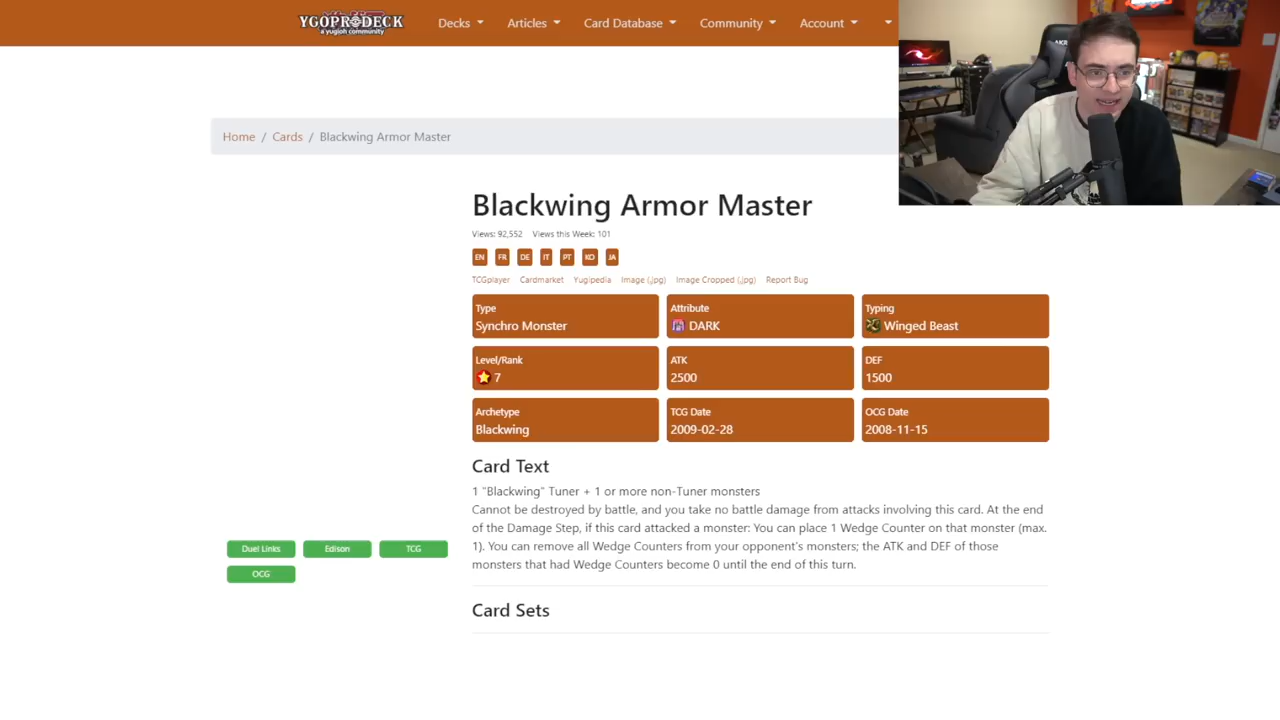 YGOPRODECK
a yugioh community
Decks
Articles
Card Database
Community
Account
Home / Cards / Blackwing Armor Master
Blackwing Armor Master
Views: 92,552 Views this Week: 101
EN FR DE IT PT KO JA
TCGplayer Cardmarket Yugipedia Image (.jpg) Image Cropped (.jpg) Report Bug
Type
Synchro Monster
Attribute
DARK
Typing
Winged Beast
Level/Rank
7
ATK
2500
DEF
1500
Archetype
Blackwing
TCG Date
2009-02-28
OCG Date
2008-11-15
Card Text
1 "Blackwing" Tuner + 1 or more non-Tuner monsters
Cannot be destroyed by battle, and you take no battle damage from attacks involving this card. At the end
of the Damage Step, if this card attacked a monster: You can place 1 Wedge Counter on that monster (max.
1). You can remove all Wedge Counters from your opponent's monsters; the ATK and DEF of those
monsters that had Wedge Counters become 0 until the end of this turn.
Duel Links Edison TCG
OCG
Card Sets